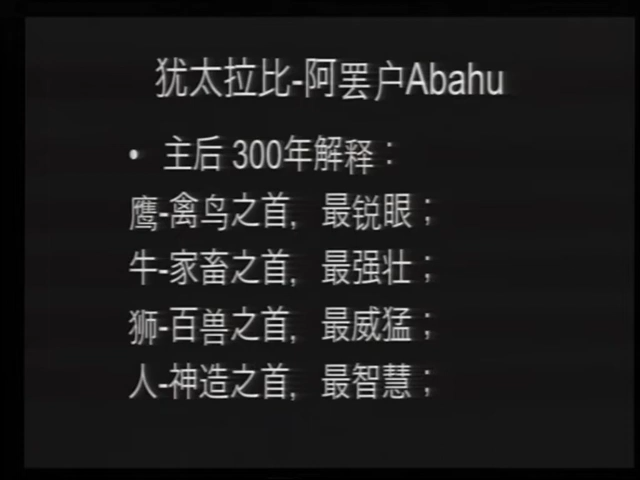 犹太拉比-阿罢户Abahu
• 主后 300年解释：
鹰-禽鸟之首，最锐眼；
牛-家畜之首，最强壮；
狮-百兽之首，最威猛；
人-神造之首，最智慧；